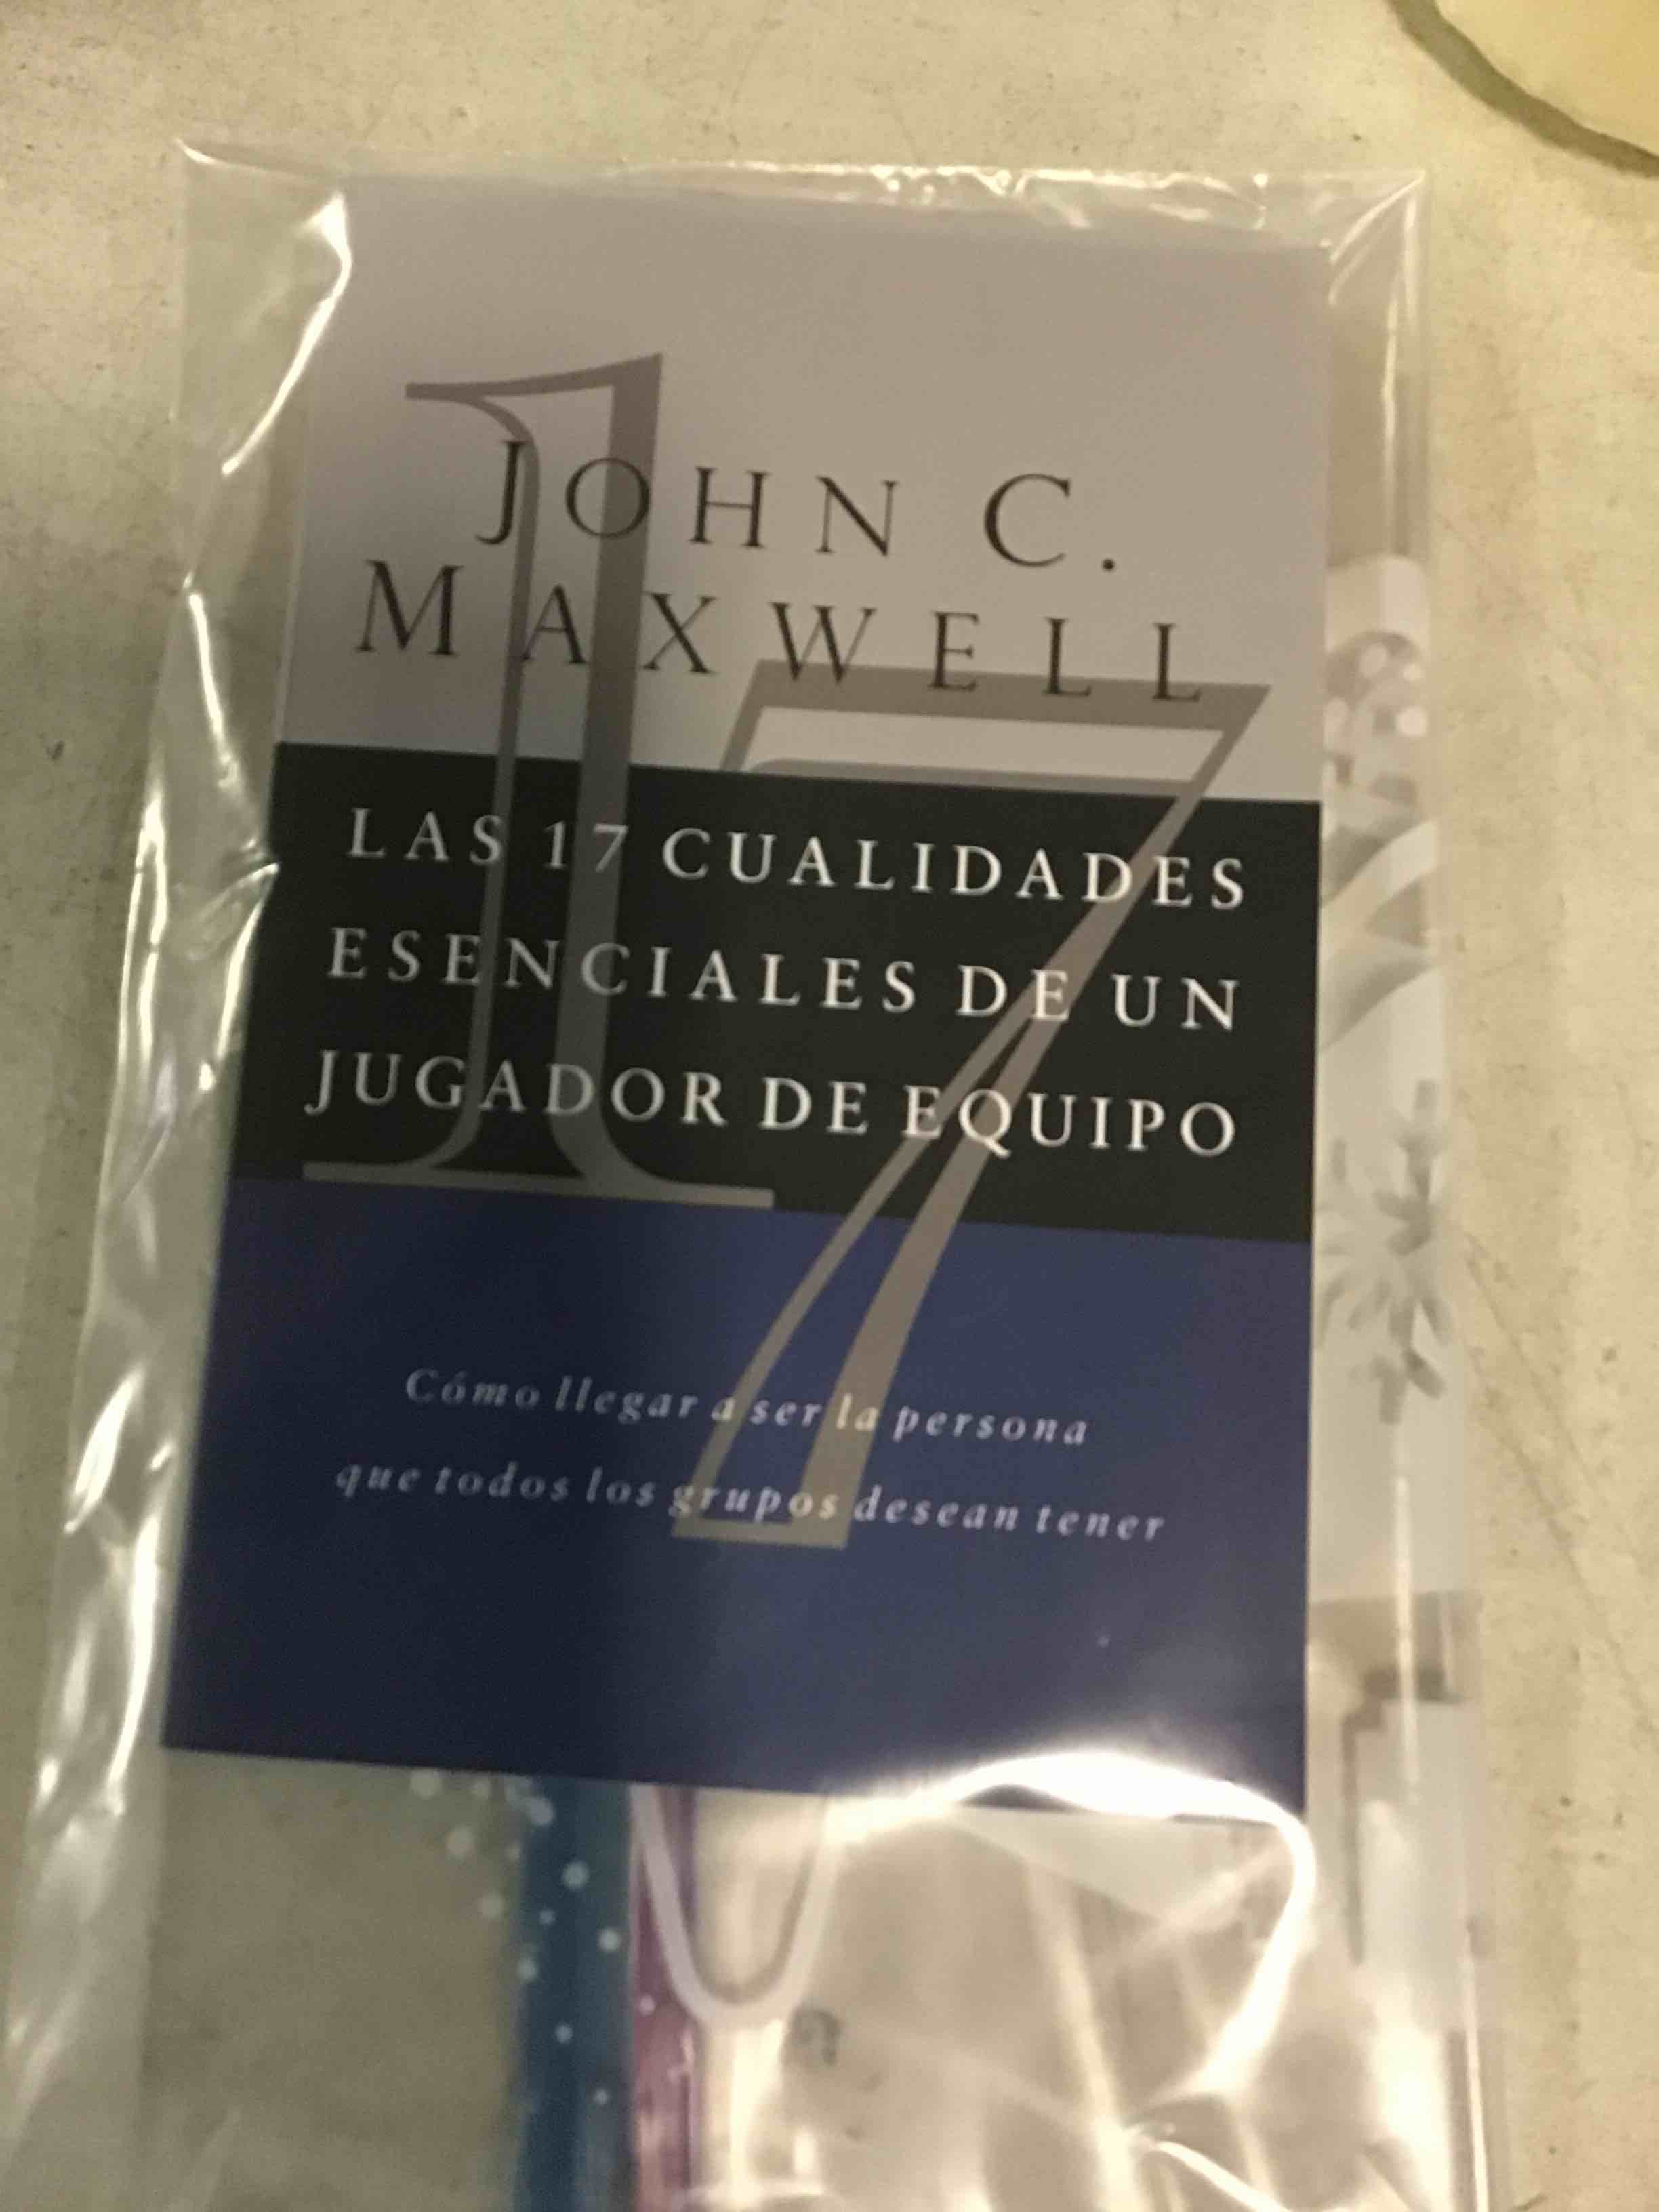 JOHN C.
MAXWELL
17
LAS 17 CUALIDADES
ESENCIALES DE UN
JUGADOR DE EQUIPO
Cómo llegar a ser la persona
que todos los grupos desean tener